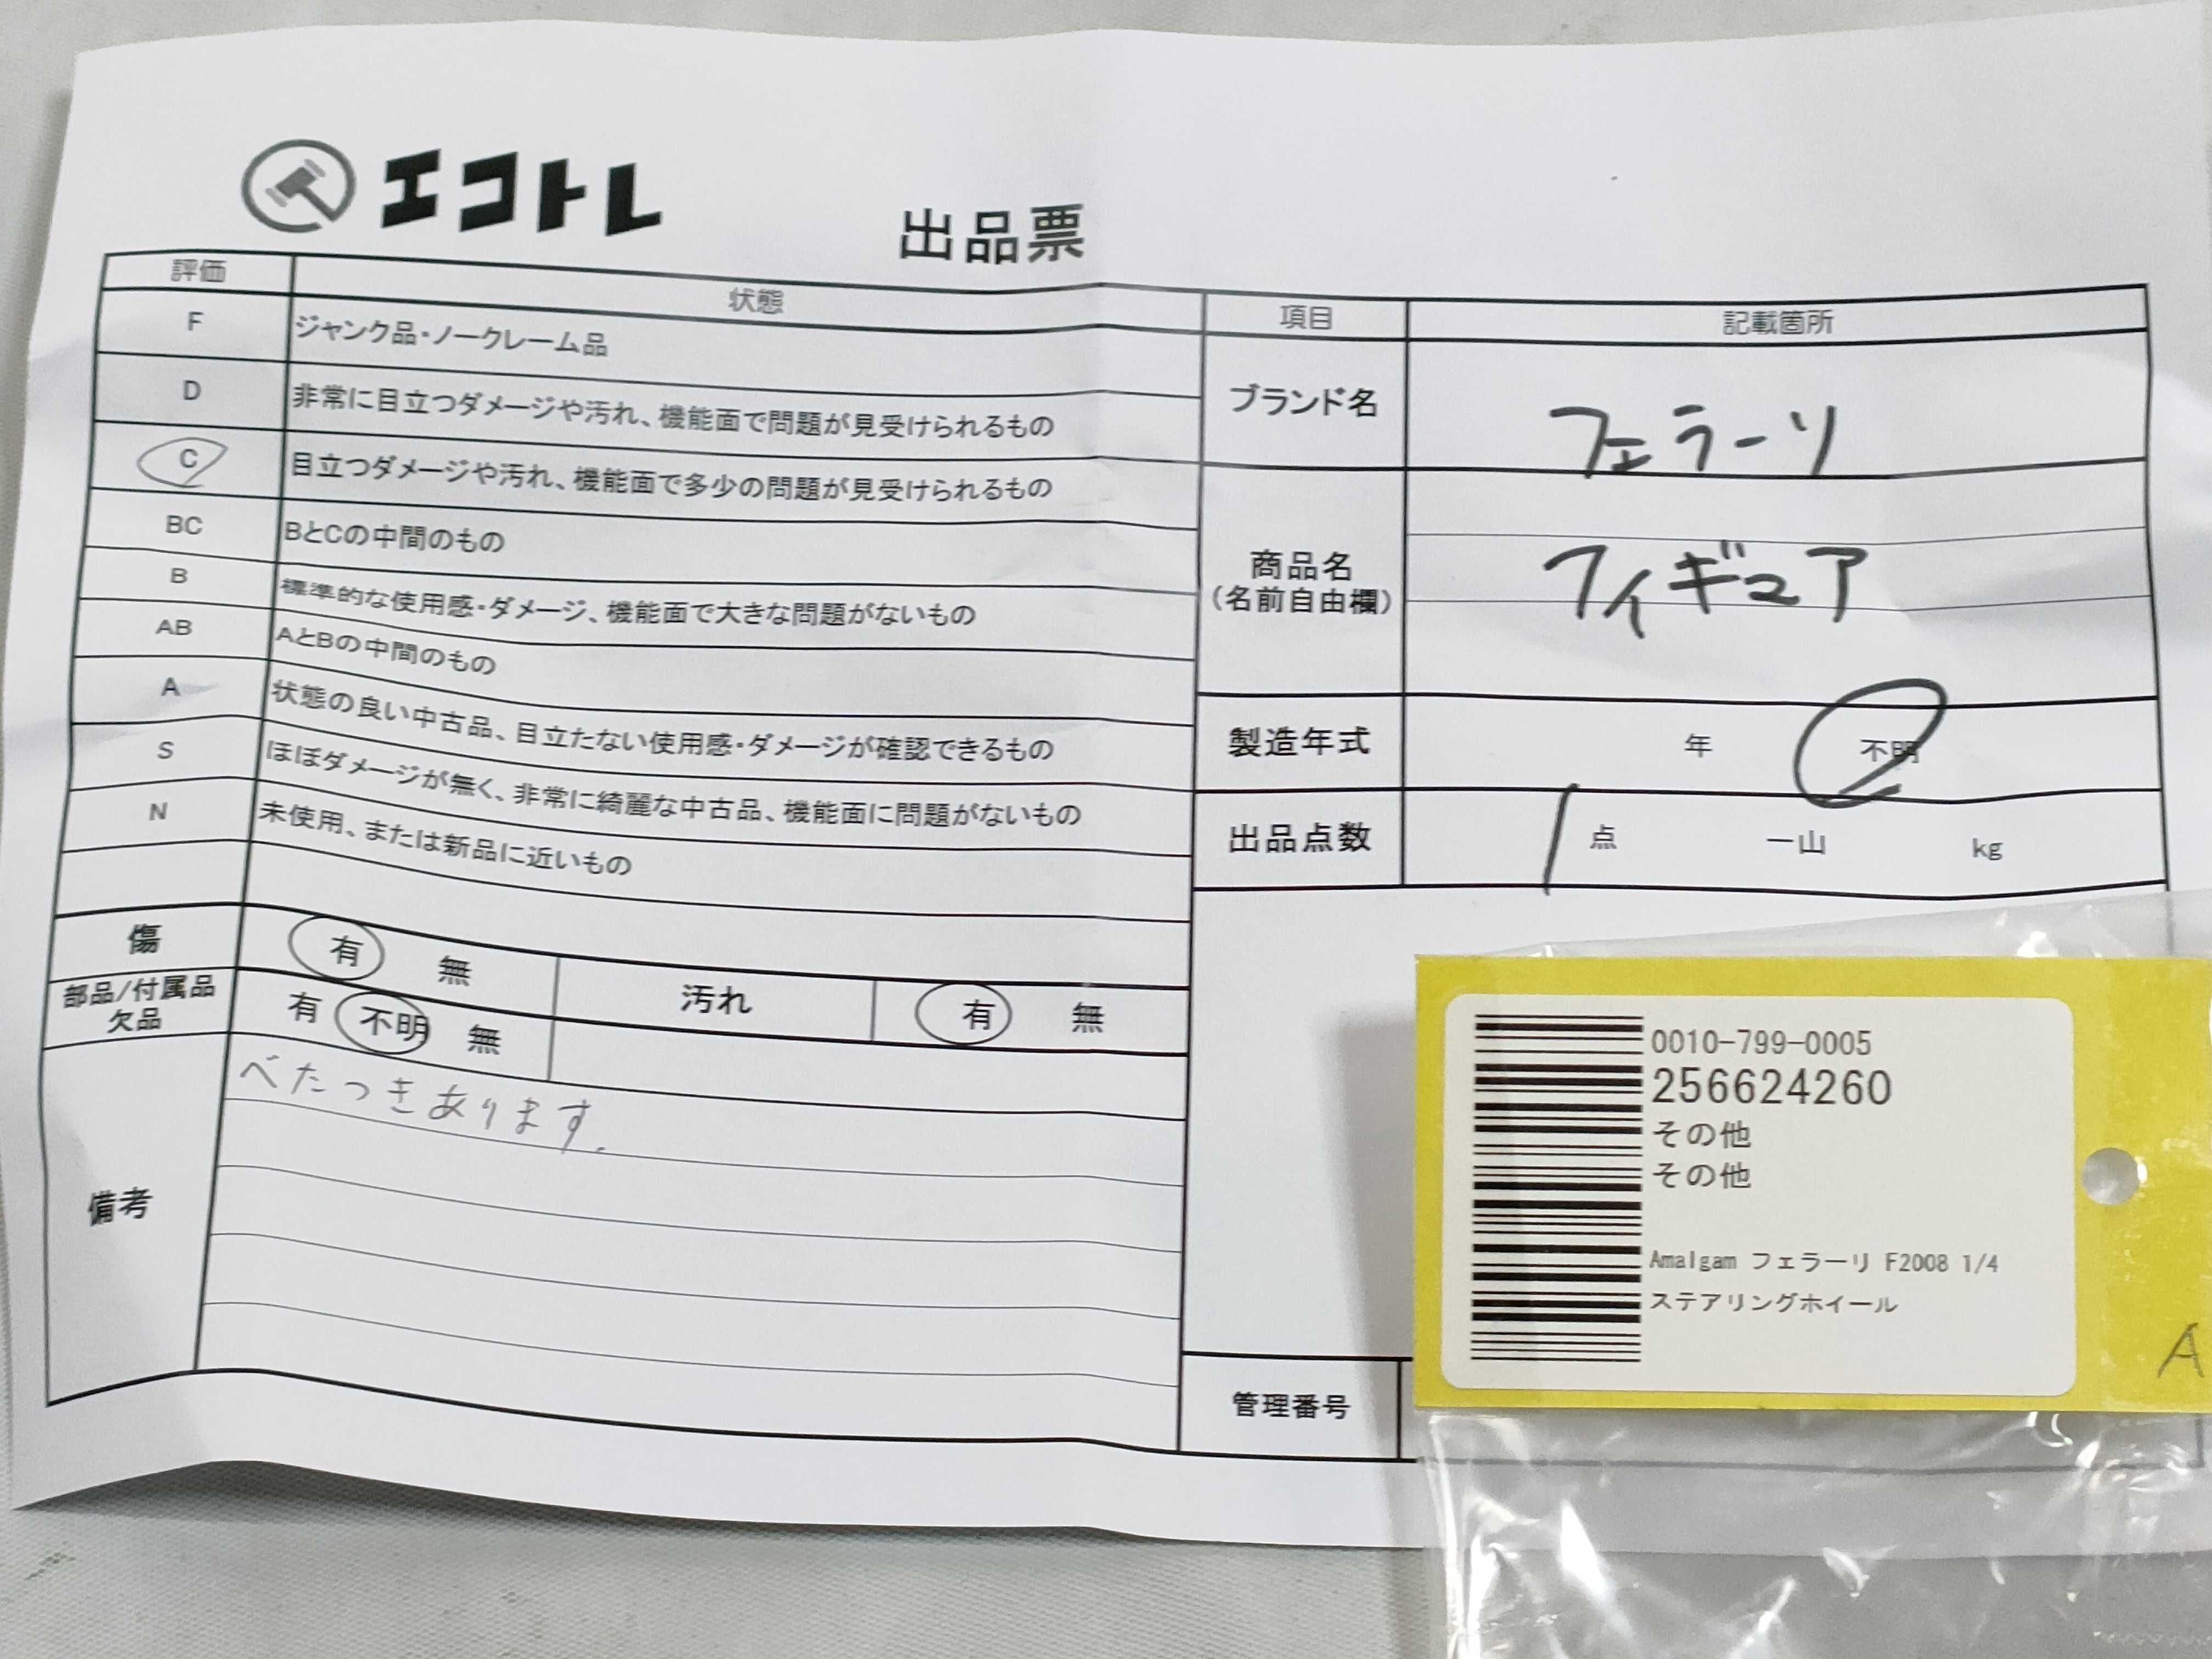 エコトレ
出品票
評価 状態
F ジャンク品・ノークレーム品
D 非常に目立つダメージや汚れ、機能面で問題が見受けられるもの
C 目立つダメージや汚れ、機能面で多少の問題が見受けられるもの
BC BとCの中間のもの
B 標準的な使用感・ダメージ、機能面で大きな問題がないもの
AB AとBの中間のもの
A 状態の良い中古品、目立たない使用感・ダメージが確認できるもの
S ほぼダメージが無く、非常に綺麗な中古品、機能面に問題がないもの
N 未使用、または新品に近いもの
傷 有 無 汚れ 有 無
部品/付属品
欠品 有 不明 無
備考 べたつきあります.
項目 記載箇所
ブランド名 フェラーリ
商品名
(名前自由欄) フィギュア
製造年式 年 不明
出品点数 1 点 一山 kg
管理番号
0010-799-0005
256624260
その他
その他
Amalgam フェラーリ F2008 1/4
ステアリングホイール
A